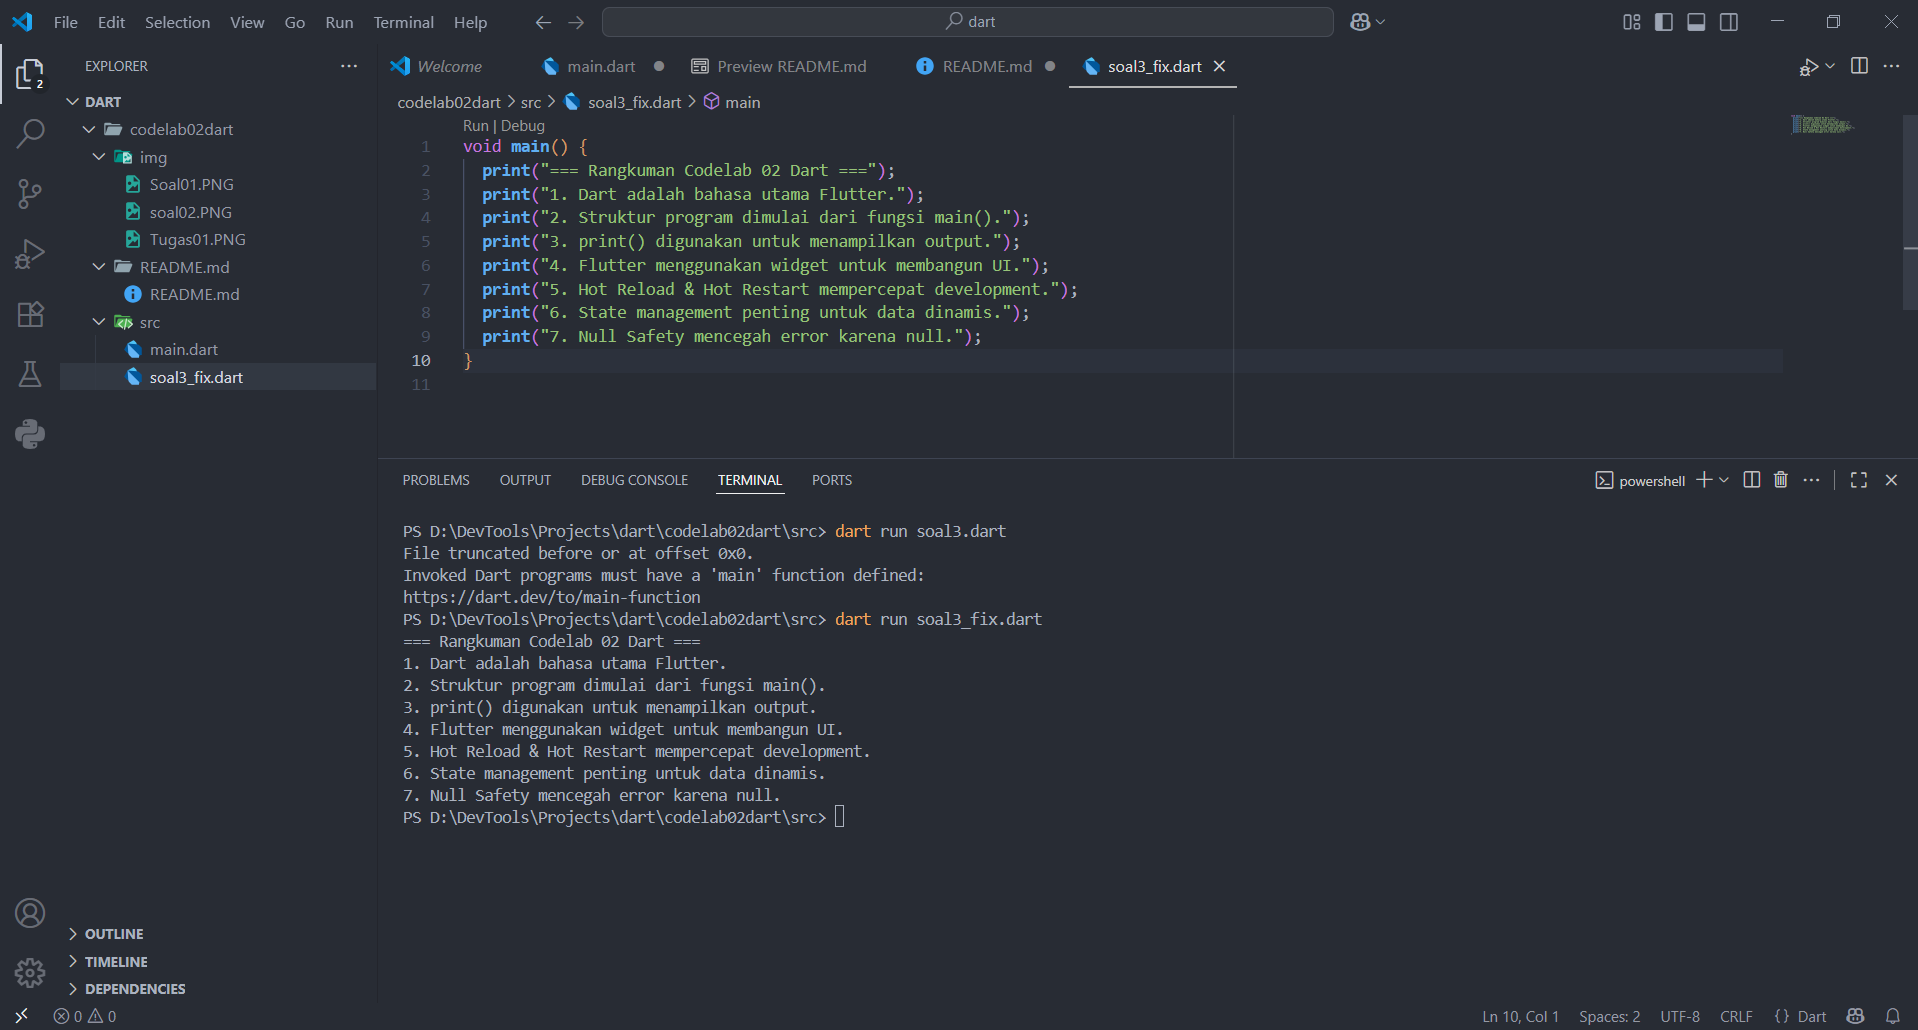 File Edit Selection View Go Run Terminal Help
dart
EXPLORER
DART
codelab02dart
img
Soal01.PNG
soal02.PNG
Tugas01.PNG
README.md
README.md
src
main.dart
soal3_fix.dart
OUTLINE
TIMELINE
DEPENDENCIES
2
Welcome main.dart Preview README.md README.md soal3_fix.dart
codelab02dart > src > soal3_fix.dart > main
Run | Debug
1 void main() {
2 print("=== Rangkuman Codelab 02 Dart ===");
3 print("1. Dart adalah bahasa utama Flutter.");
4 print("2. Struktur program dimulai dari fungsi main().");
5 print("3. print() digunakan untuk menampilkan output.");
6 print("4. Flutter menggunakan widget untuk membangun UI.");
7 print("5. Hot Reload & Hot Restart mempercepat development.");
8 print("6. State management penting untuk data dinamis.");
9 print("7. Null Safety mencegah error karena null.");
10 }
11
PROBLEMS OUTPUT DEBUG CONSOLE TERMINAL PORTS
powershell
PS D:\DevTools\Projects\dart\codelab02dart\src> dart run soal3.dart
File truncated before or at offset 0x0.
Invoked Dart programs must have a 'main' function defined:
https://dart.dev/to/main-function
PS D:\DevTools\Projects\dart\codelab02dart\src> dart run soal3_fix.dart
=== Rangkuman Codelab 02 Dart ===
1. Dart adalah bahasa utama Flutter.
2. Struktur program dimulai dari fungsi main().
3. print() digunakan untuk menampilkan output.
4. Flutter menggunakan widget untuk membangun UI.
5. Hot Reload & Hot Restart mempercepat development.
6. State management penting untuk data dinamis.
7. Null Safety mencegah error karena null.
PS D:\DevTools\Projects\dart\codelab02dart\src>
0 0
Ln 10, Col 1 Spaces: 2 UTF-8 CRLF {} Dart